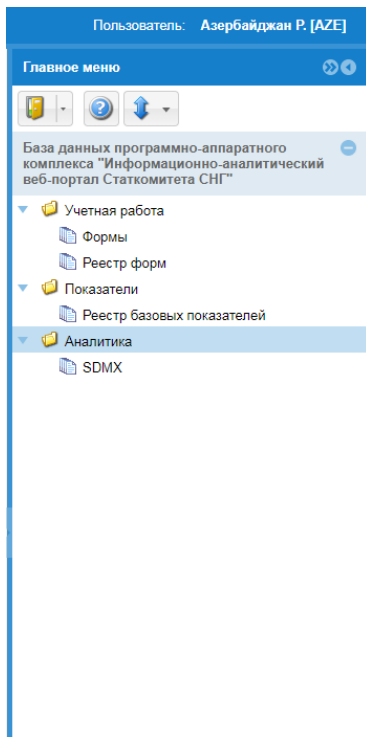 Пользователь: Азербайджан Р. [AZE]
Главное меню
База данных программно-аппаратного
комплекса "Информационно-аналитический
веб-портал Статкомитета СНГ"
Учетная работа
Формы
Реестр форм
Показатели
Реестр базовых показателей
Аналитика
SDMX